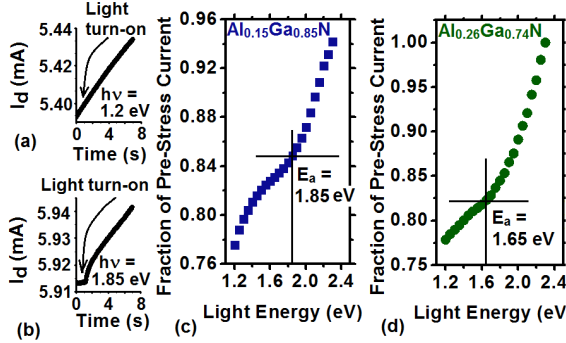 Light
turn-on
5.44
5.42
5.40
I_d (mA)
hν =
1.2 eV
0 2 4 6 8
Time (s)
(a)
Light turn-on
5.94
5.93
5.92
5.91
I_d (mA)
hν =
1.85 eV
0 2 4 6 8
Time (s)
(b)
Al0.15Ga0.85N
0.96
0.92
0.88
0.84
0.80
0.76
Fraction of Pre-Stress Current
E_a =
1.85 eV
1.2 1.6 2.0 2.4
Light Energy (eV)
(c)
Al0.26Ga0.74N
1.00
0.95
0.90
0.85
0.80
0.75
Fraction of Pre-Stress Current
E_a =
1.65 eV
1.2 1.6 2.0 2.4
Light Energy (eV)
(d)